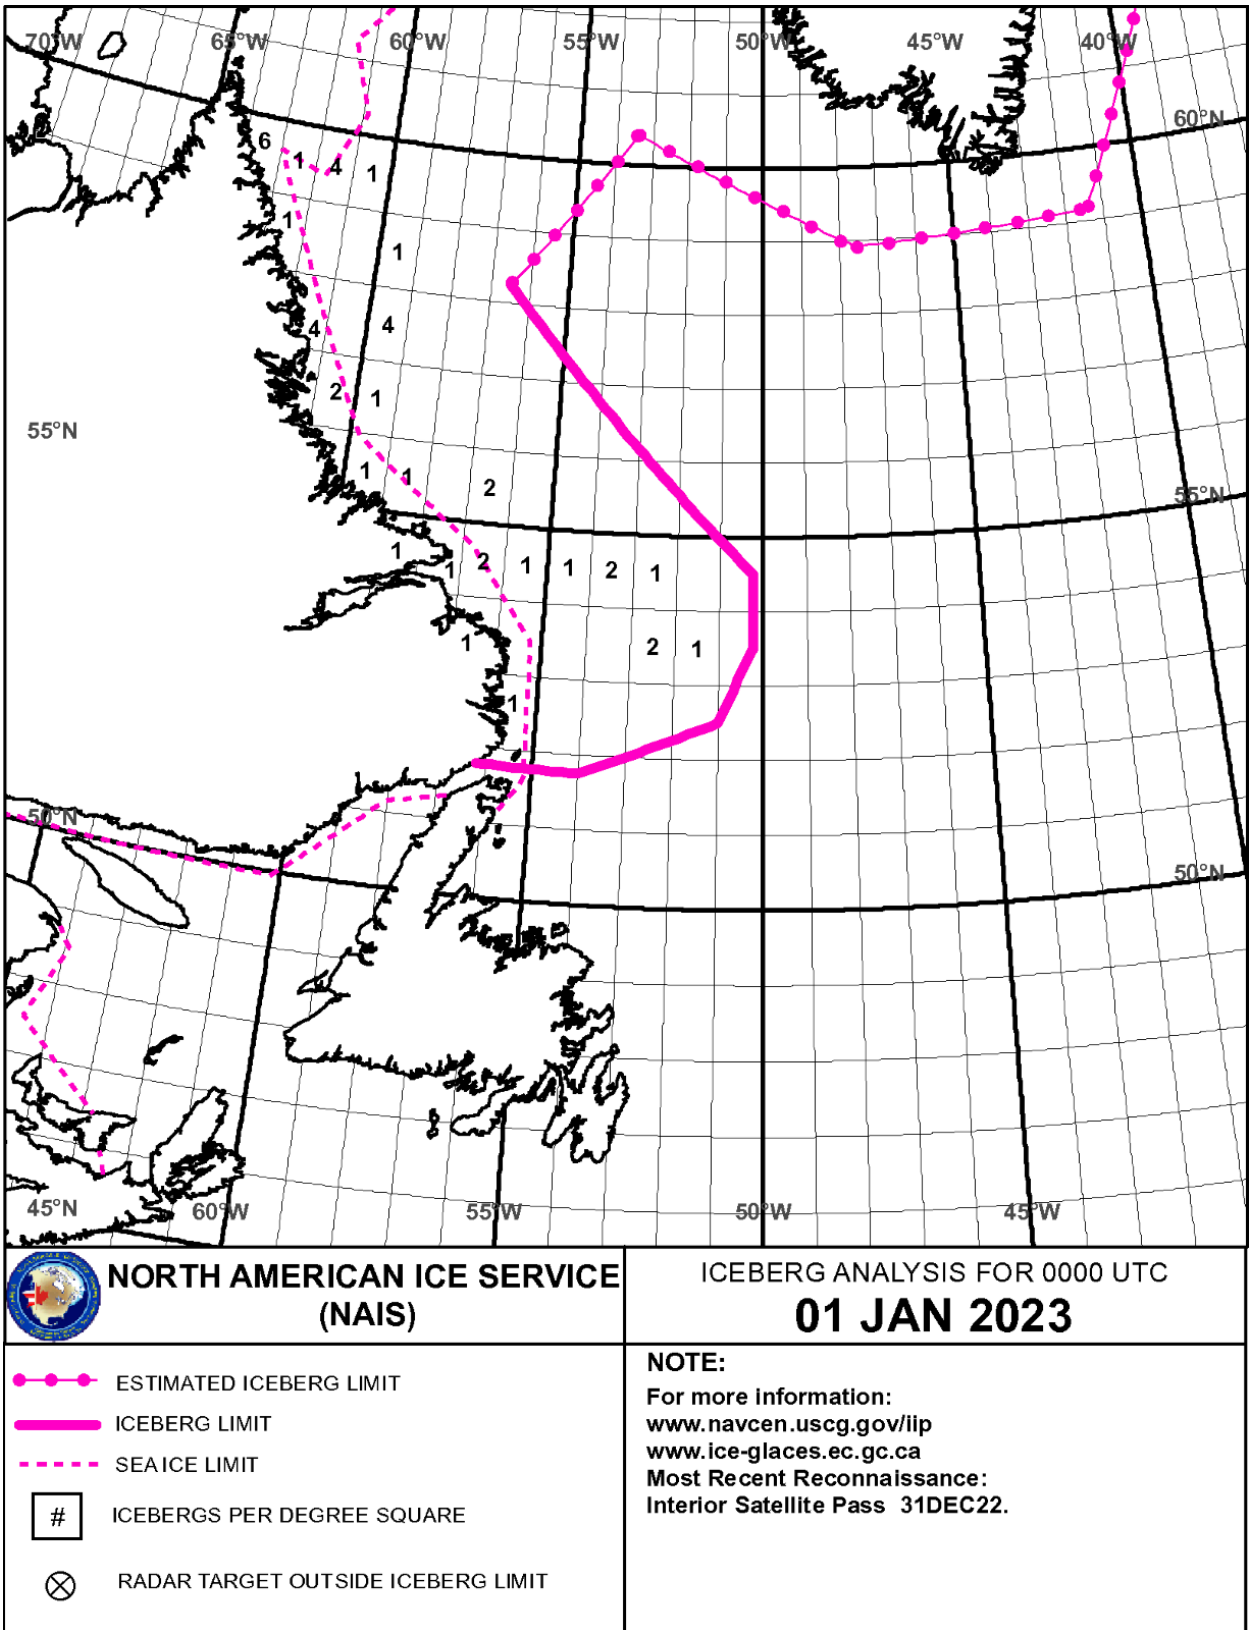 70°W 65°W 60°W 55°W 50°W 45°W 40°W
60°N
6
1 4 1
1
1
4 4
2 1
55°N
1 1 2
55°N
1 1 2 1 1 2 1
1 2 1
1
50°N
50°N
45°N 60°W 55°W 50°W 45°W
NORTH AMERICAN ICE SERVICE
(NAIS)
ICEBERG ANALYSIS FOR 0000 UTC
01 JAN 2023
ESTIMATED ICEBERG LIMIT
ICEBERG LIMIT
SEA ICE LIMIT
# ICEBERGS PER DEGREE SQUARE
RADAR TARGET OUTSIDE ICEBERG LIMIT
NOTE:
For more information:
www.navcen.uscg.gov/iip
www.ice-glaces.ec.gc.ca
Most Recent Reconnaissance:
Interior Satellite Pass 31DEC22.